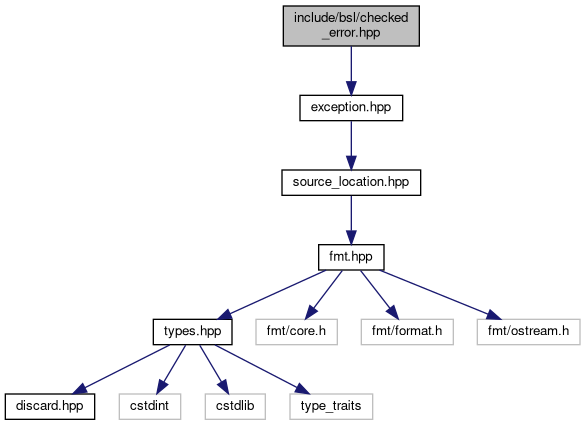 include/bsl/checked
_error.hpp
exception.hpp
source_location.hpp
fmt.hpp
types.hpp
fmt/core.h
fmt/format.h
fmt/ostream.h
discard.hpp
cstdint
cstdlib
type_traits